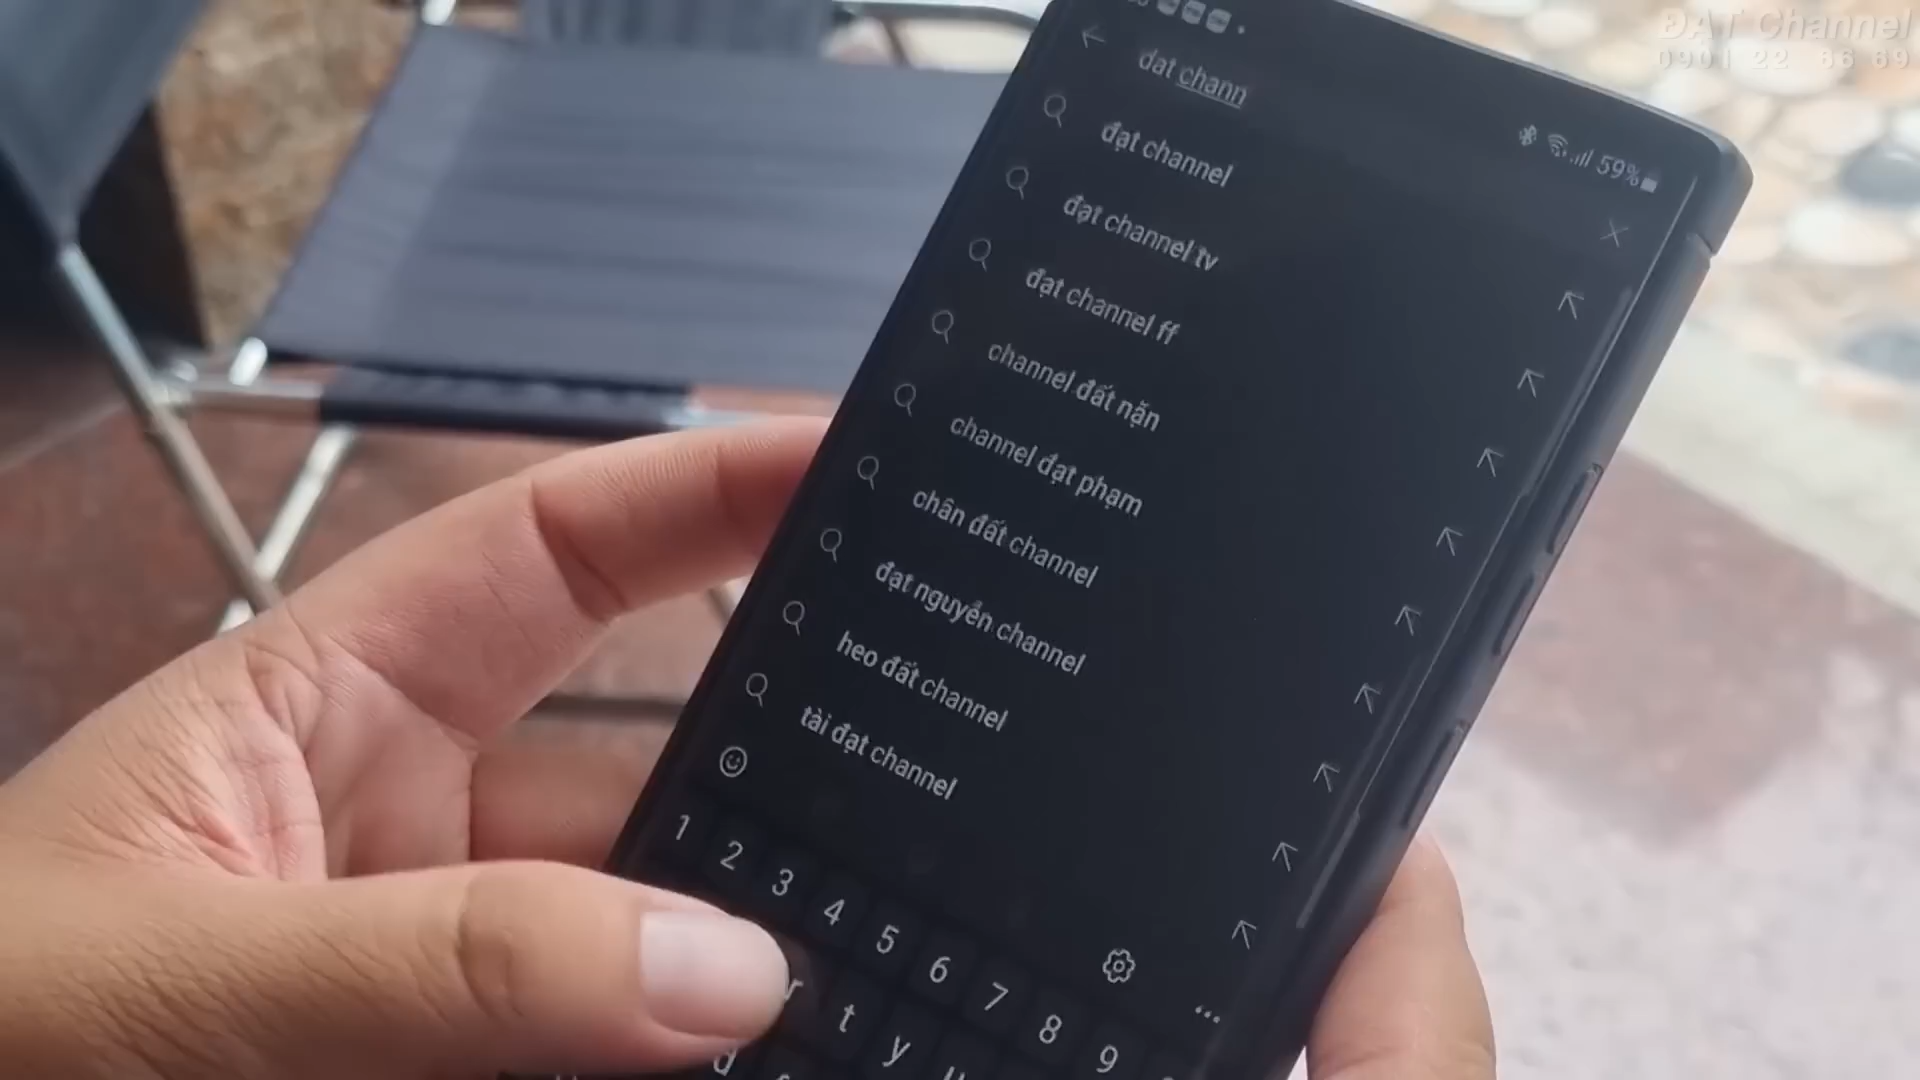 ĐẠT Channel
0901 22 66 69
59%
dat chann
đạt channel
đạt channel tv
đạt channel ff
channel đất nặn
channel đạt phạm
chân đất channel
đạt nguyễn channel
heo đất channel
tài đạt channel
1 2 3 4 5 6 7 8 9
r t y u
d